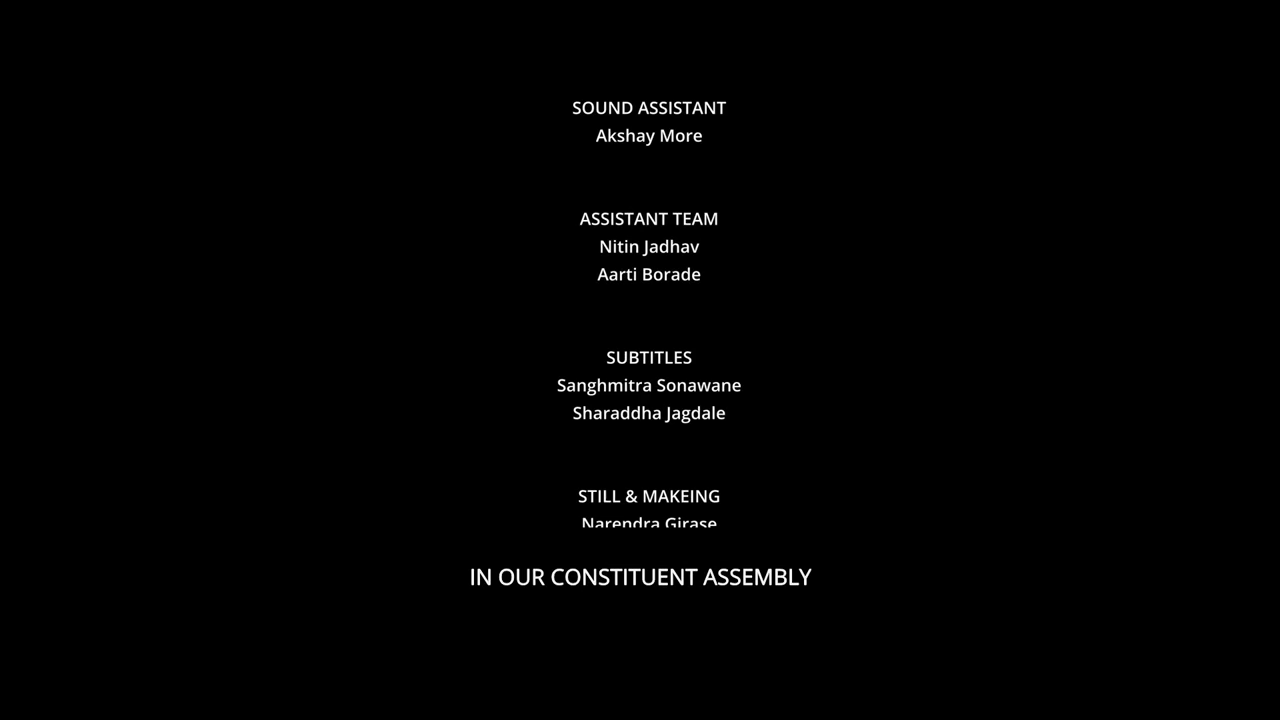 SOUND ASSISTANT
Akshay More
ASSISTANT TEAM
Nitin Jadhav
Aarti Borade
SUBTITLES
Sanghmitra Sonawane
Sharaddha Jagdale
STILL & MAKEING
Narendra Girase
IN OUR CONSTITUENT ASSEMBLY